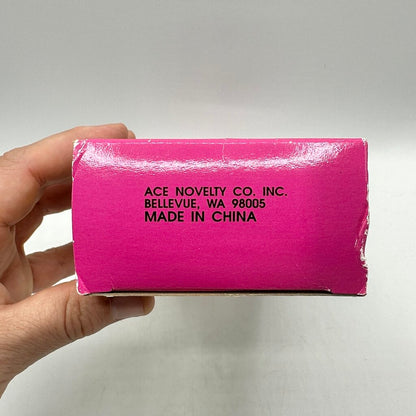 ACE NOVELTY CO. INC.
BELLEVUE, WA 98005
MADE IN CHINA